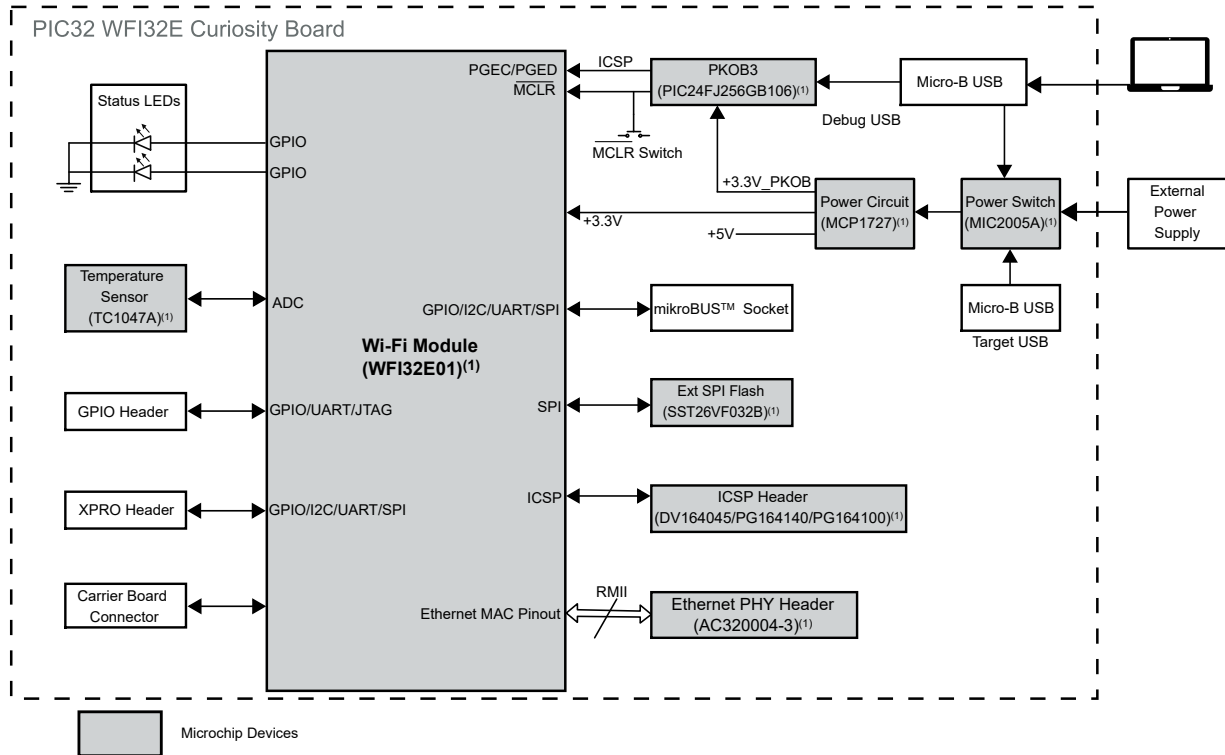 PIC32 WFI32E Curiosity Board
Status LEDs
GPIO
GPIO
Temperature
Sensor
(TC1047A)(1)
ADC
GPIO Header
GPIO/UART/JTAG
XPRO Header
GPIO/I2C/UART/SPI
Carrier Board
Connector
Wi-Fi Module
(WFI32E01)(1)
PGEC/PGED
MCLR
ICSP
MCLR Switch
PKOB3
(PIC24FJ256GB106)(1)
Debug USB
Micro-B USB
+3.3V_PKOB
+3.3V
+5V
Power Circuit
(MCP1727)(1)
Power Switch
(MIC2005A)(1)
External
Power
Supply
Micro-B USB
Target USB
GPIO/I2C/UART/SPI
mikroBUS™ Socket
SPI
Ext SPI Flash
(SST26VF032B)(1)
ICSP
ICSP Header
(DV164045/PG164140/PG164100)(1)
Ethernet MAC Pinout
RMII
Ethernet PHY Header
(AC320004-3)(1)
Microchip Devices